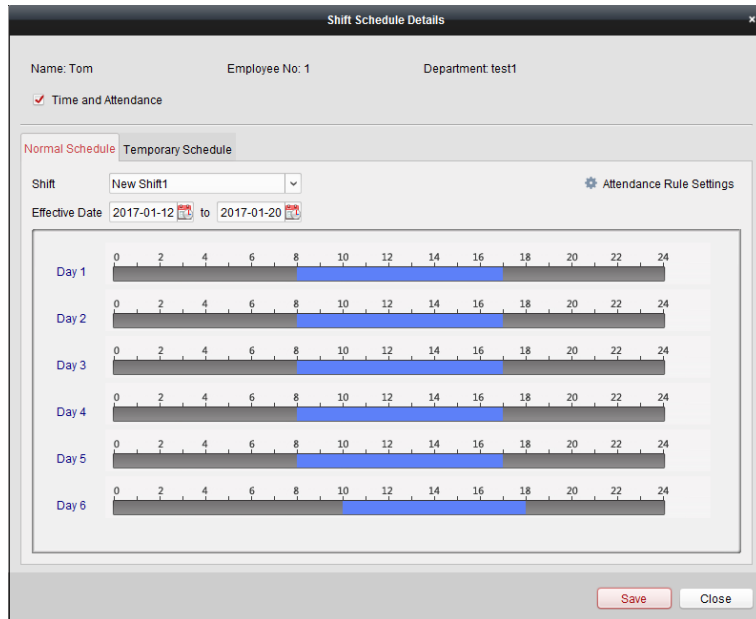 Shift Schedule Details ×
Name: Tom Employee No: 1 Department: test1
Time and Attendance
Normal Schedule Temporary Schedule
Shift New Shift1 Attendance Rule Settings
Effective Date 2017-01-12 to 2017-01-20
0 2 4 6 8 10 12 14 16 18 20 22 24
Day 1
0 2 4 6 8 10 12 14 16 18 20 22 24
Day 2
0 2 4 6 8 10 12 14 16 18 20 22 24
Day 3
0 2 4 6 8 10 12 14 16 18 20 22 24
Day 4
0 2 4 6 8 10 12 14 16 18 20 22 24
Day 5
0 2 4 6 8 10 12 14 16 18 20 22 24
Day 6
Save Close